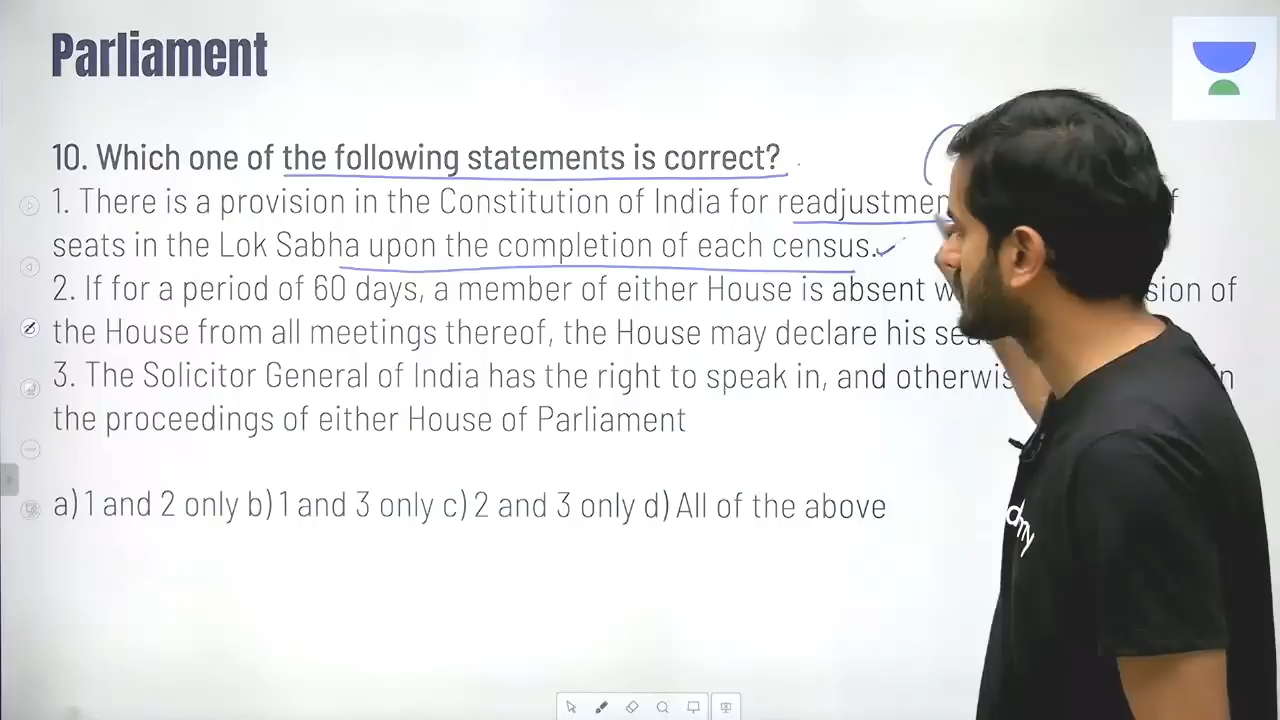 Parliament
10. Which one of the following statements is correct?
1. There is a provision in the Constitution of India for readjustmen f
seats in the Lok Sabha upon the completion of each census.
2. If for a period of 60 days, a member of either House is absent w sion of
the House from all meetings thereof, the House may declare his sea
3. The Solicitor General of India has the right to speak in, and otherwis in
the proceedings of either House of Parliament
a) 1 and 2 only b) 1 and 3 only c) 2 and 3 only d) All of the above
demy